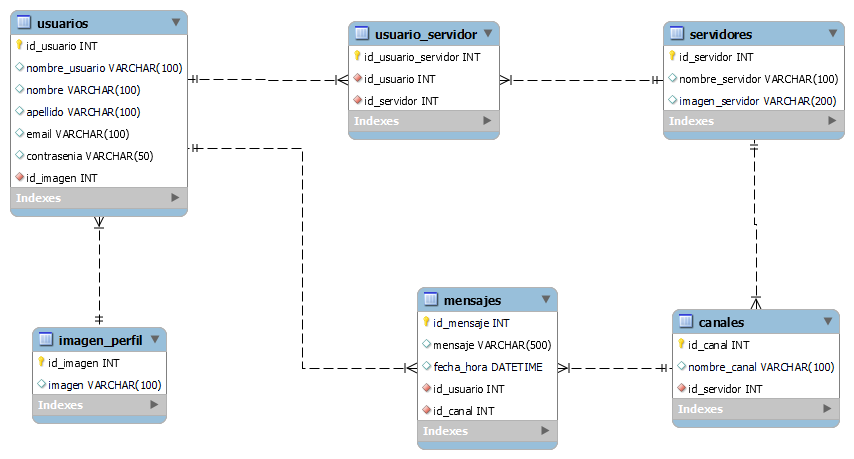 usuarios
id_usuario INT
nombre_usuario VARCHAR(100)
nombre VARCHAR(100)
apellido VARCHAR(100)
email VARCHAR(100)
contrasenia VARCHAR(50)
id_imagen INT
Indexes
usuario_servidor
id_usuario_servidor INT
id_usuario INT
id_servidor INT
Indexes
servidores
id_servidor INT
nombre_servidor VARCHAR(100)
imagen_servidor VARCHAR(200)
Indexes
imagen_perfil
id_imagen INT
imagen VARCHAR(100)
Indexes
mensajes
id_mensaje INT
mensaje VARCHAR(500)
fecha_hora DATETIME
id_usuario INT
id_canal INT
Indexes
canales
id_canal INT
nombre_canal VARCHAR(100)
id_servidor INT
Indexes